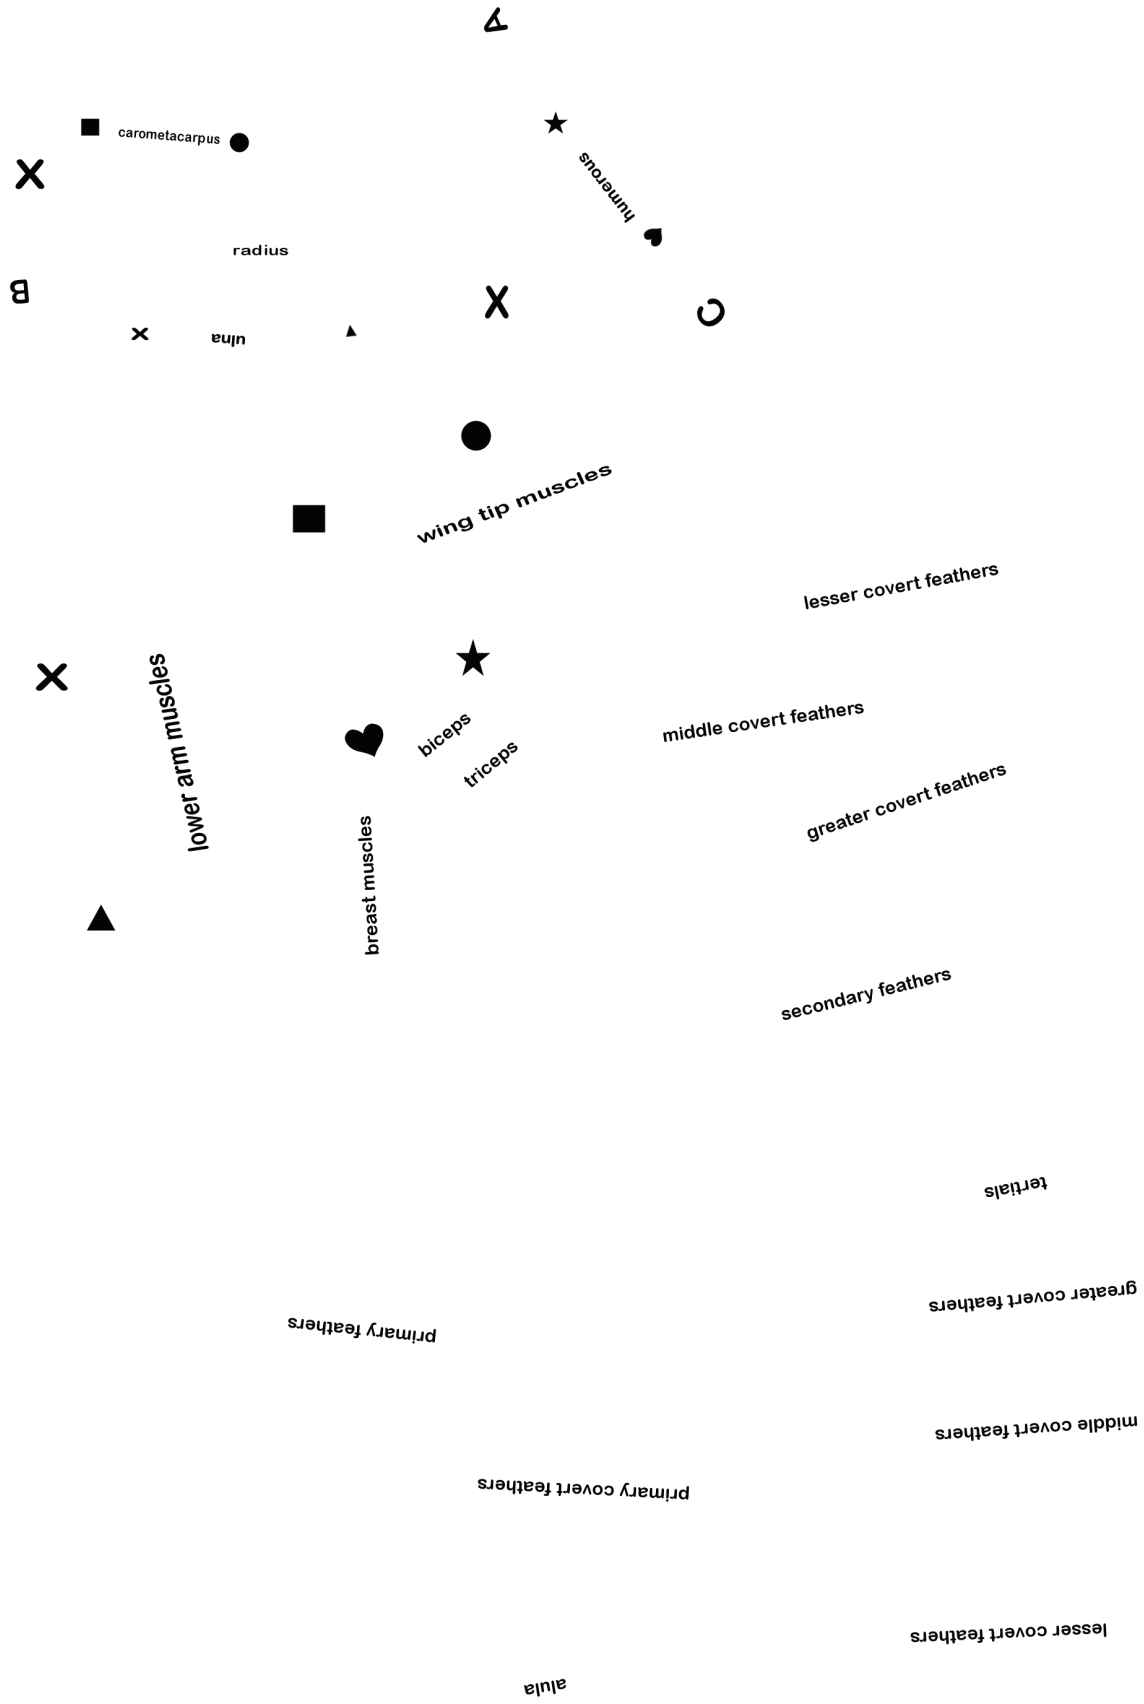 A
carometacarpus
humerous
X
radius
B
X
C
x
ulna
wing tip muscles
lesser covert feathers
X
lower arm muscles
biceps
triceps
middle covert feathers
greater covert feathers
breast muscles
secondary feathers
tertials
greater covert feathers
primary feathers
middle covert feathers
primary covert feathers
lesser covert feathers
alula